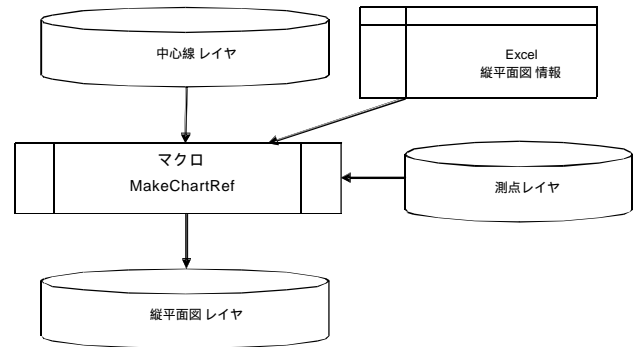 中心線 レイヤ
Excel
縦平面図 情報
マクロ
MakeChartRef
測点レイヤ
縦平面図 レイヤ